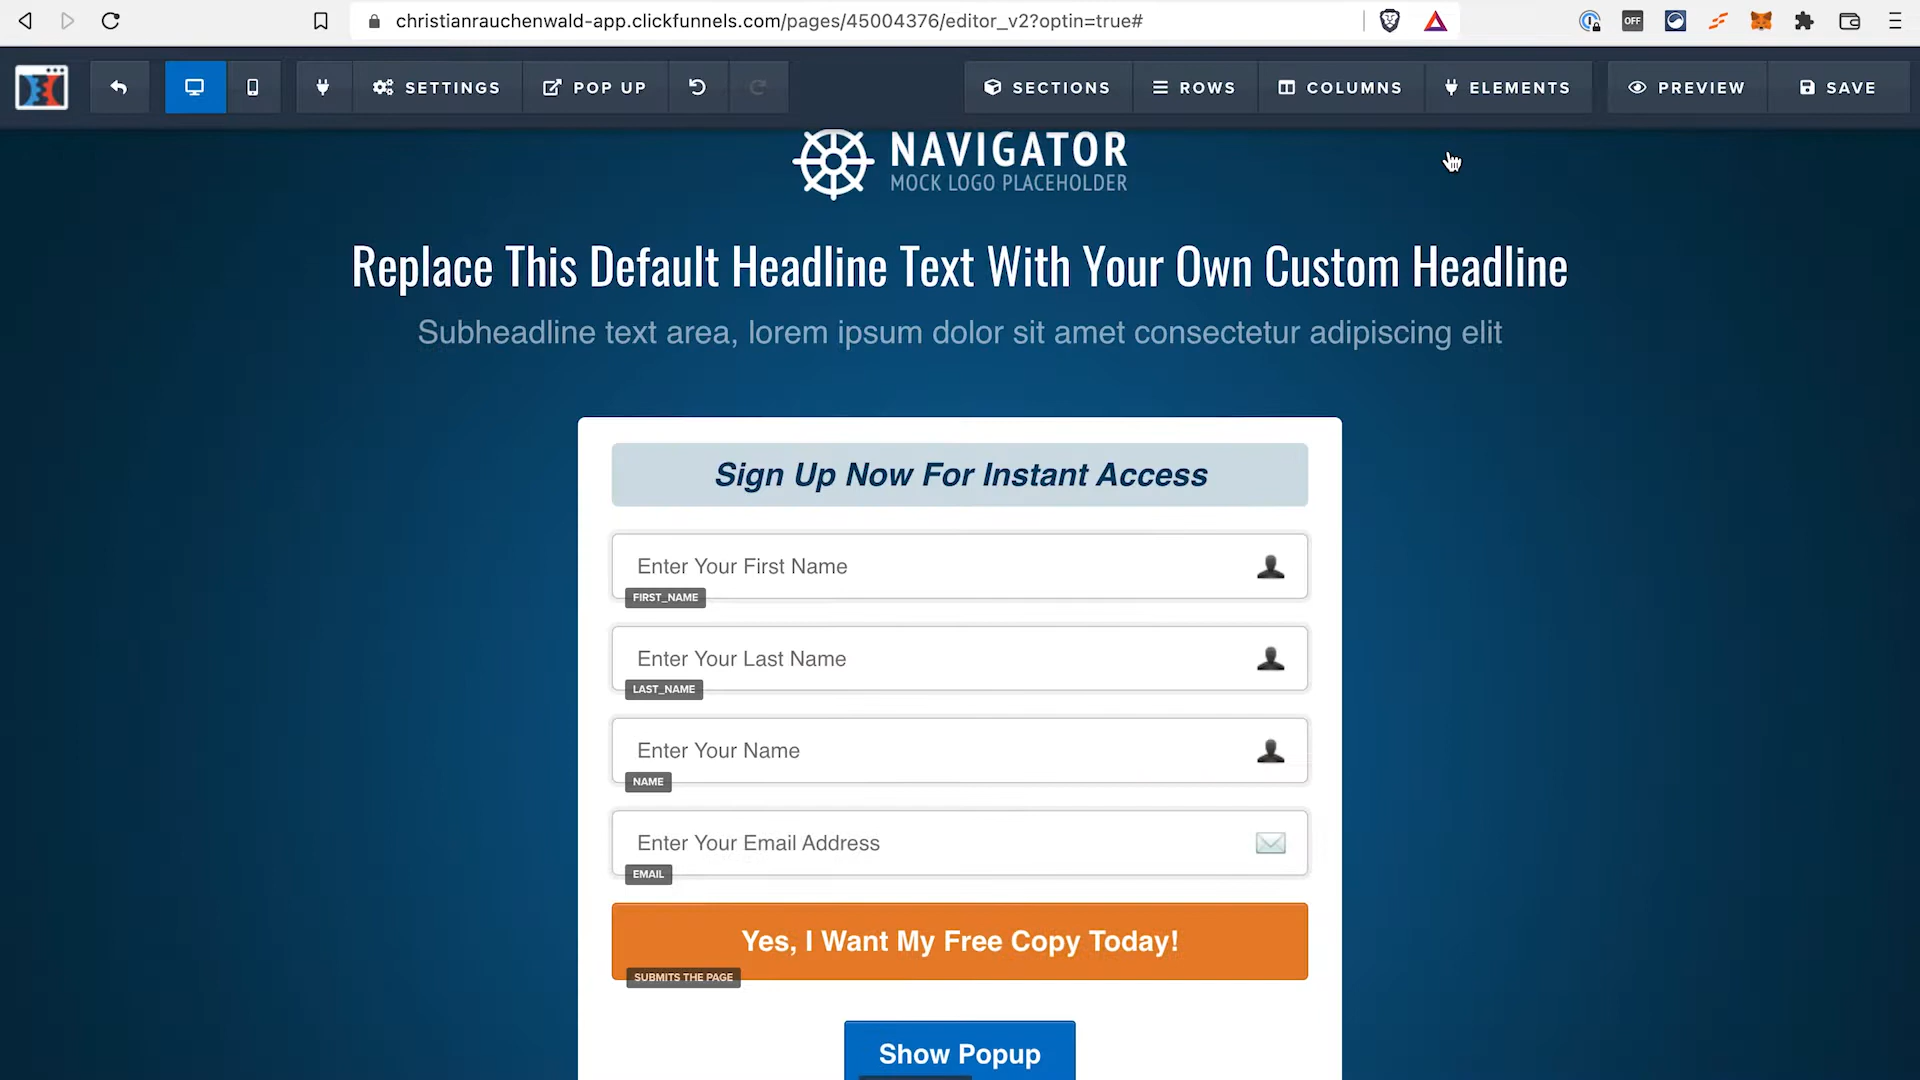 christianrauchenwald-app.clickfunnels.com/pages/45004376/editor_v2?optin=true#
OFF
SETTINGS
POP UP
SECTIONS
ROWS
COLUMNS
ELEMENTS
PREVIEW
SAVE
NAVIGATOR
MOCK LOGO PLACEHOLDER
Replace This Default Headline Text With Your Own Custom Headline
Subheadline text area, lorem ipsum dolor sit amet consectetur adipiscing elit
Sign Up Now For Instant Access
Enter Your First Name
FIRST_NAME
Enter Your Last Name
LAST_NAME
Enter Your Name
NAME
Enter Your Email Address
EMAIL
Yes, I Want My Free Copy Today!
SUBMITS THE PAGE
Show Popup